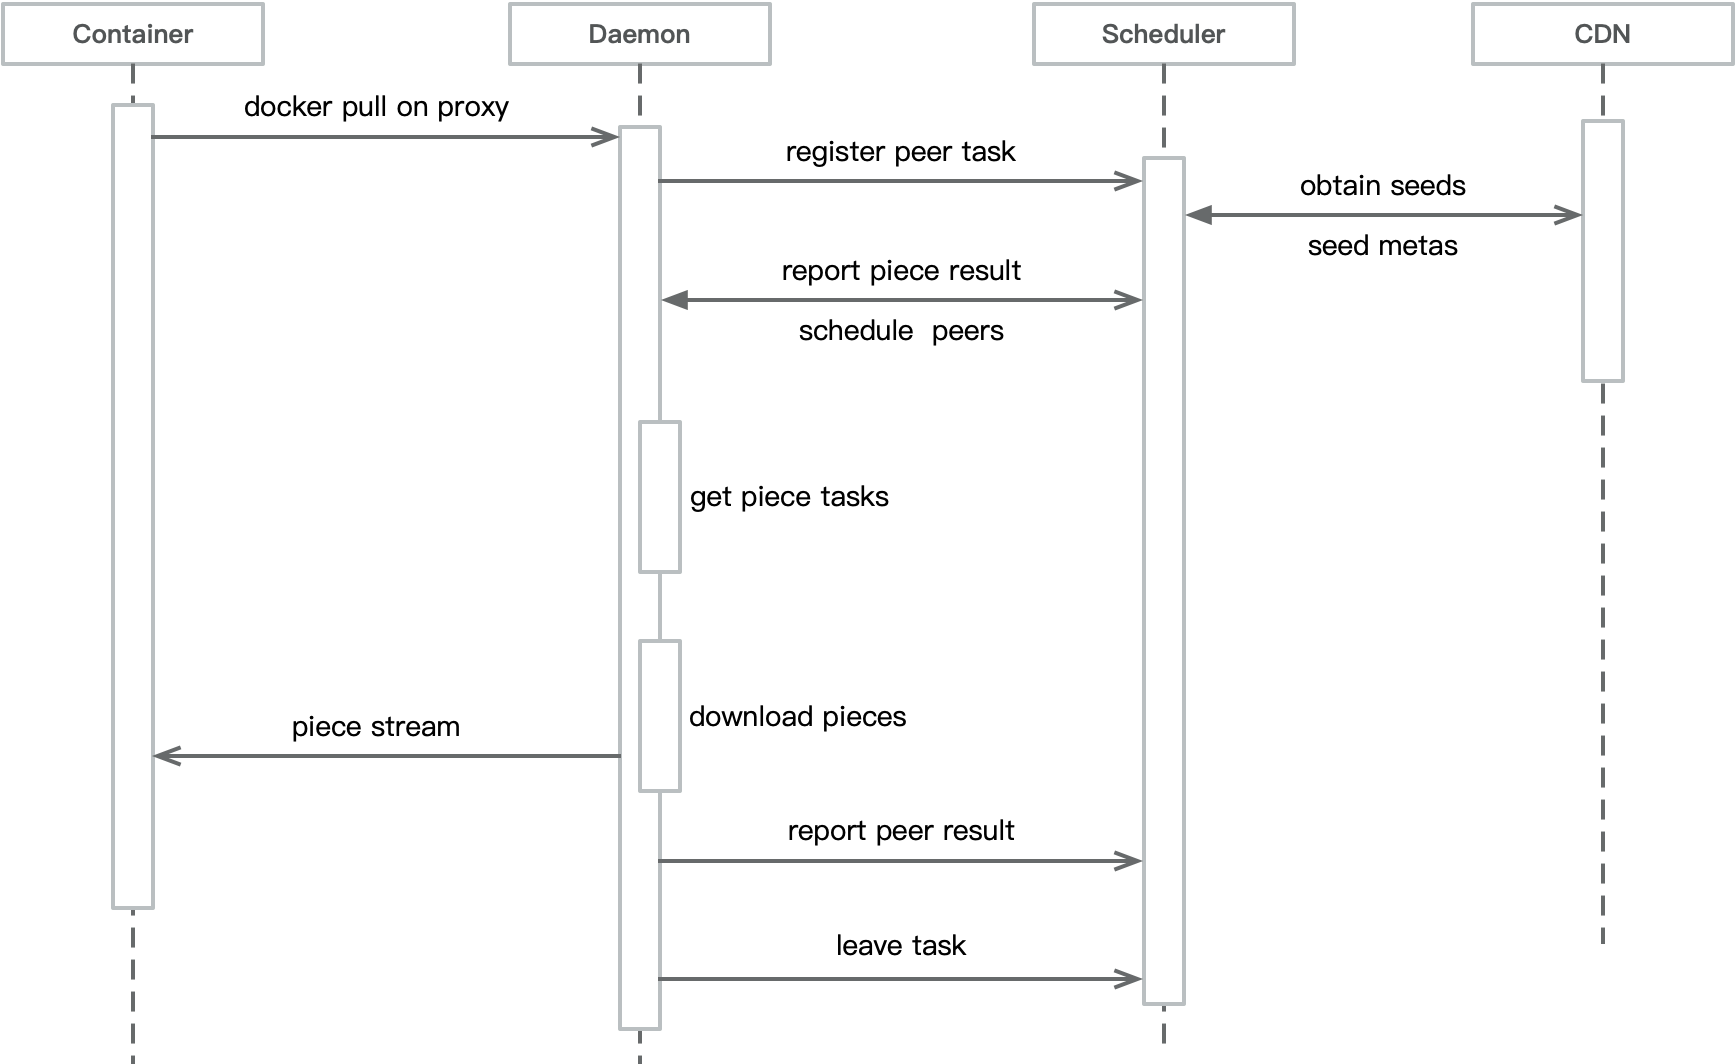 Container
Daemon
Scheduler
CDN
docker pull on proxy
register peer task
obtain seeds
seed metas
report piece result
schedule  peers
get piece tasks
download pieces
piece stream
report peer result
leave task